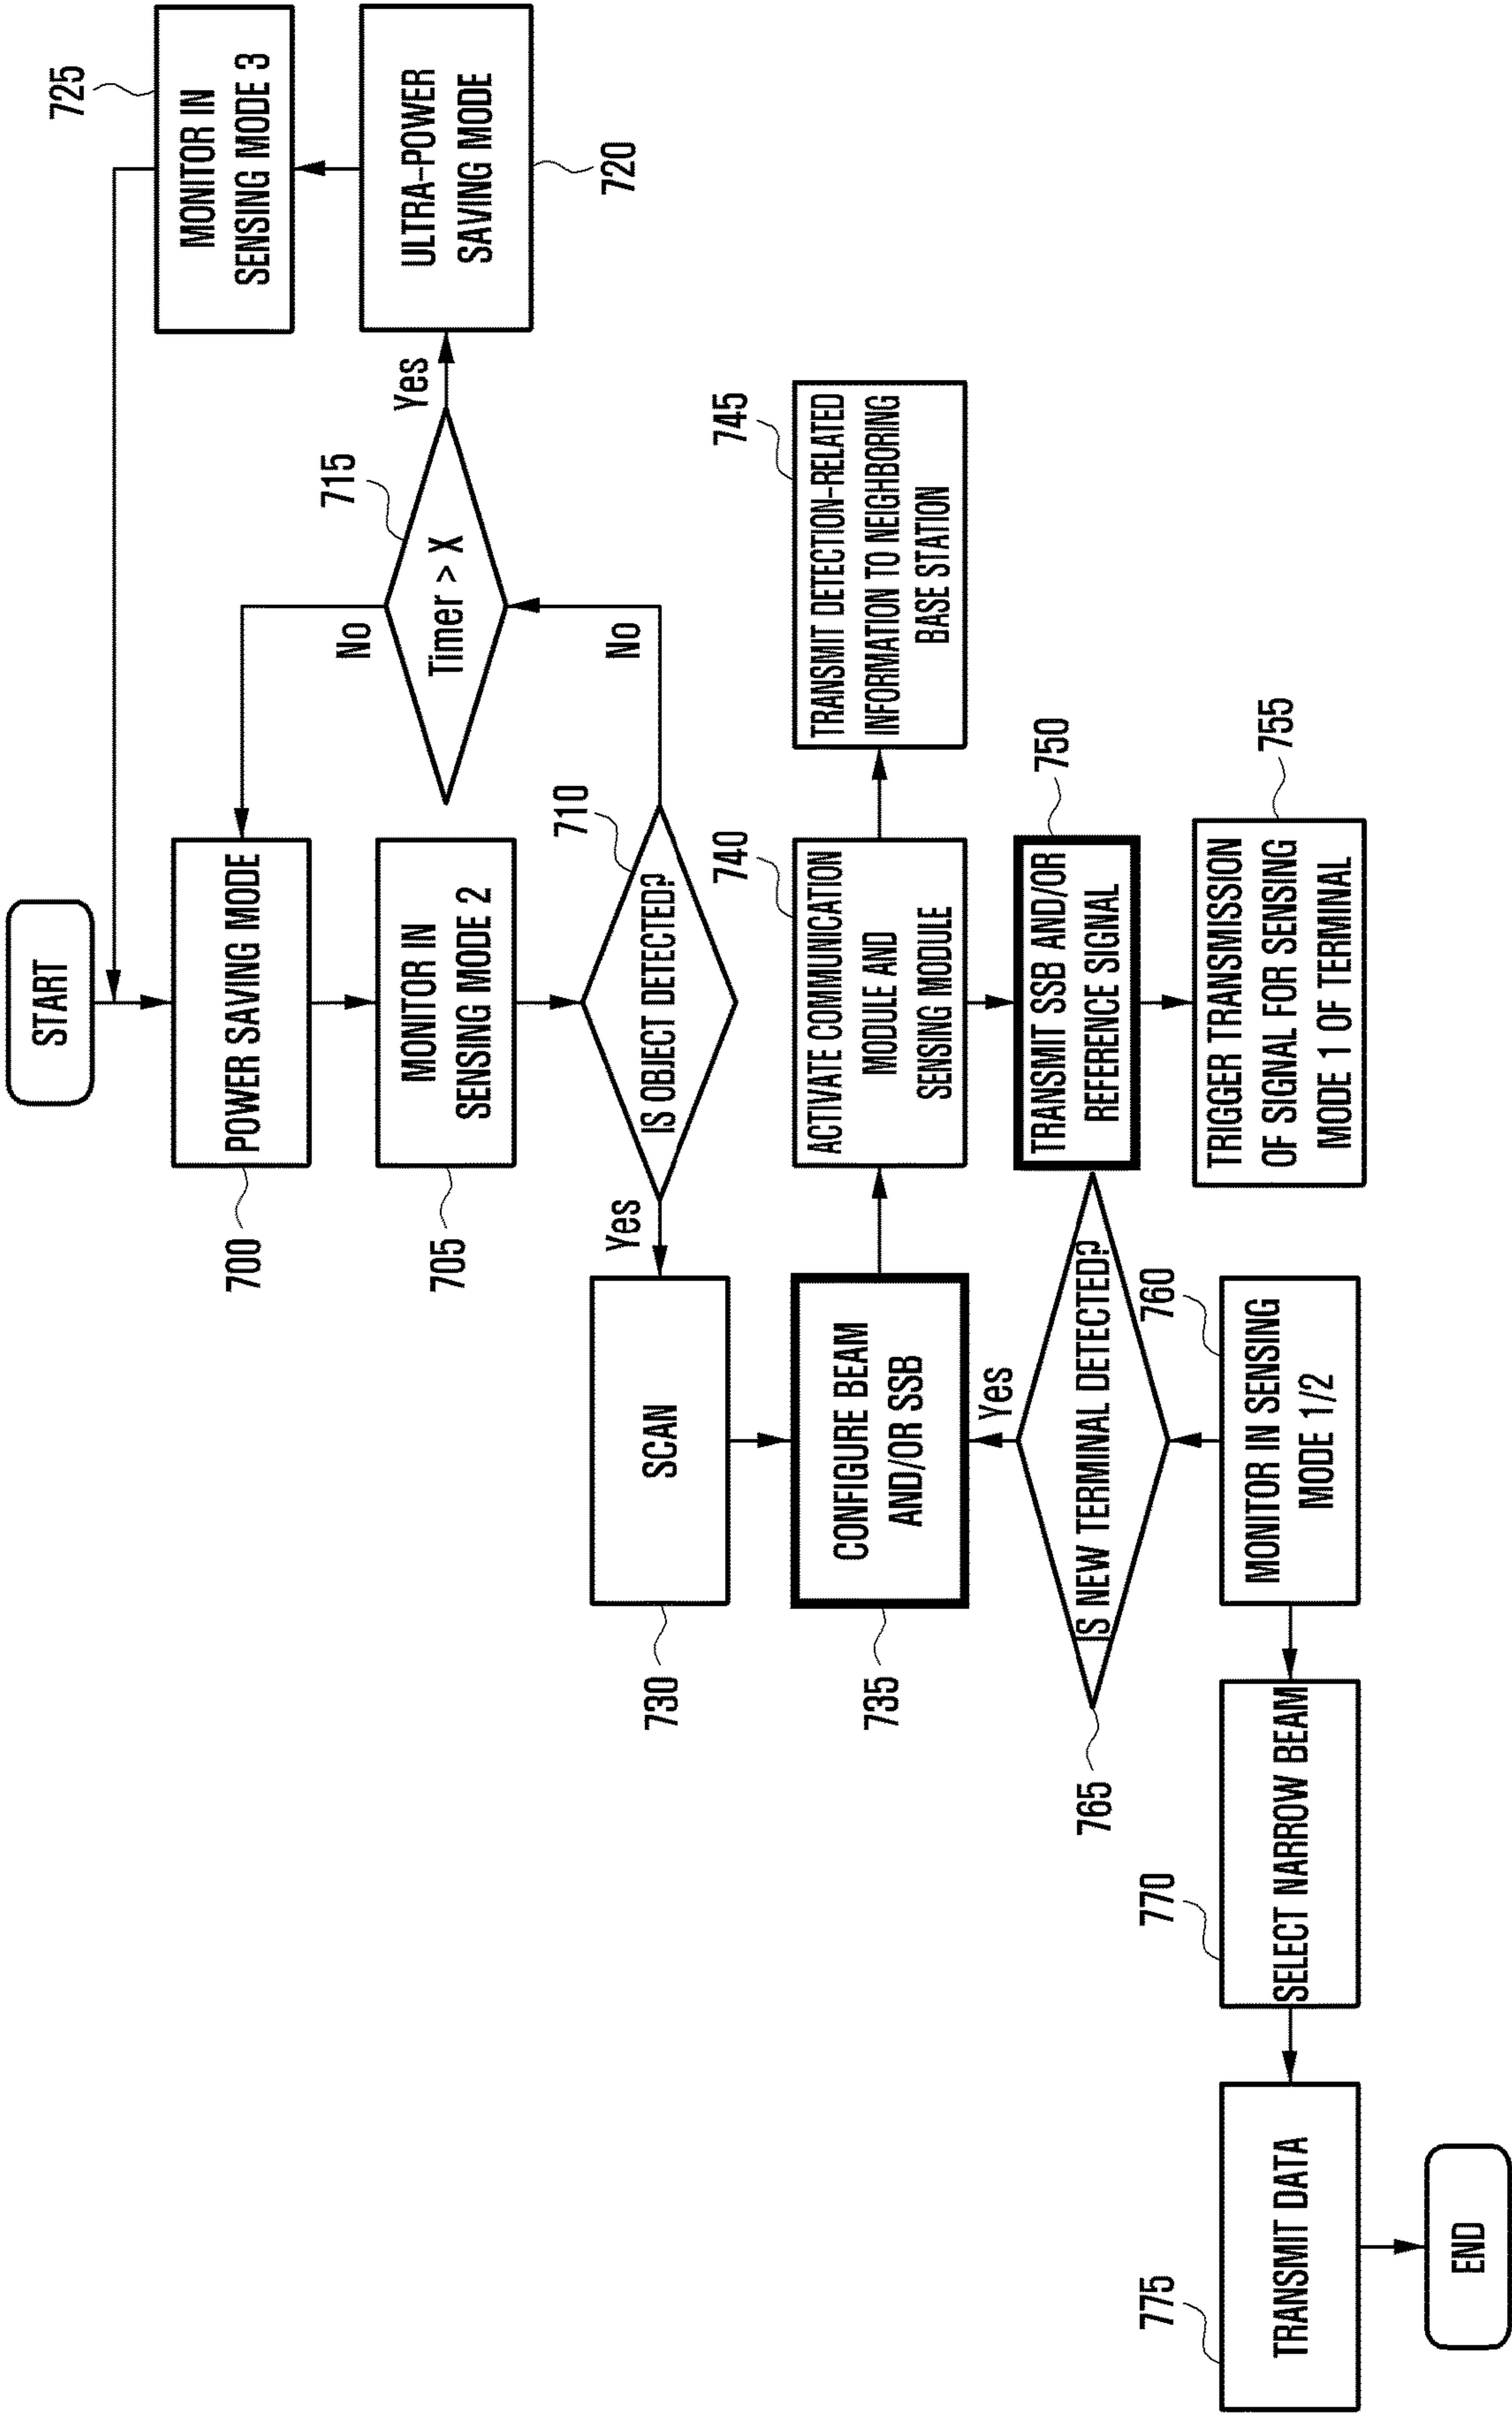 START
POWER SAVING MODE
700
MONITOR IN
SENSING MODE 2
705
IS OBJECT DETECTED?
710
No
Timer > X
715
No
Yes
ULTRA-POWER
SAVING MODE
720
MONITOR IN
SENSING MODE 3
725
Yes
SCAN
730
CONFIGURE BEAM
AND/OR SSB
735
ACTIVATE COMMUNICATION
MODULE AND
SENSING MODULE
740
TRANSMIT DETECTION-RELATED
INFORMATION TO NEIGHBORING
BASE STATION
745
TRANSMIT SSB AND/OR
REFERENCE SIGNAL
750
TRIGGER TRANSMISSION
OF SIGNAL FOR SENSING
MODE 1 OF TERMINAL
755
Yes
IS NEW TERMINAL DETECTED?
765
MONITOR IN SENSING
MODE 1/2
760
SELECT NARROW BEAM
770
TRANSMIT DATA
775
END